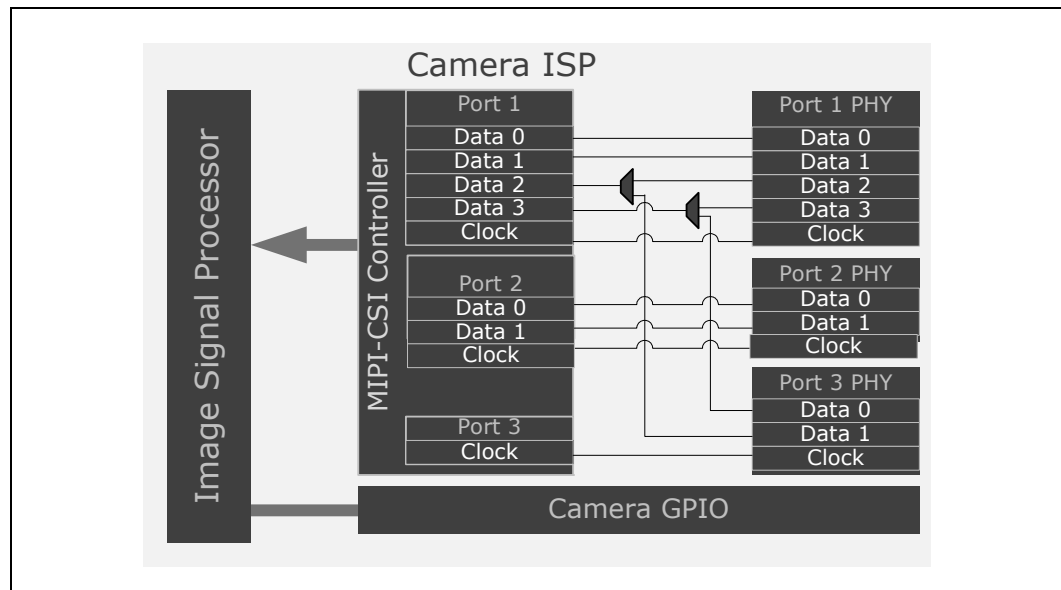 Camera ISP
Image Signal Processor
MIPI-CSI Controller
Port 1
Data 0
Data 1
Data 2
Data 3
Clock
Port 2
Data 0
Data 1
Clock
Port 3
Clock
Port 1 PHY
Data 0
Data 1
Data 2
Data 3
Clock
Port 2 PHY
Data 0
Data 1
Clock
Port 3 PHY
Data 0
Data 1
Clock
Camera GPIO